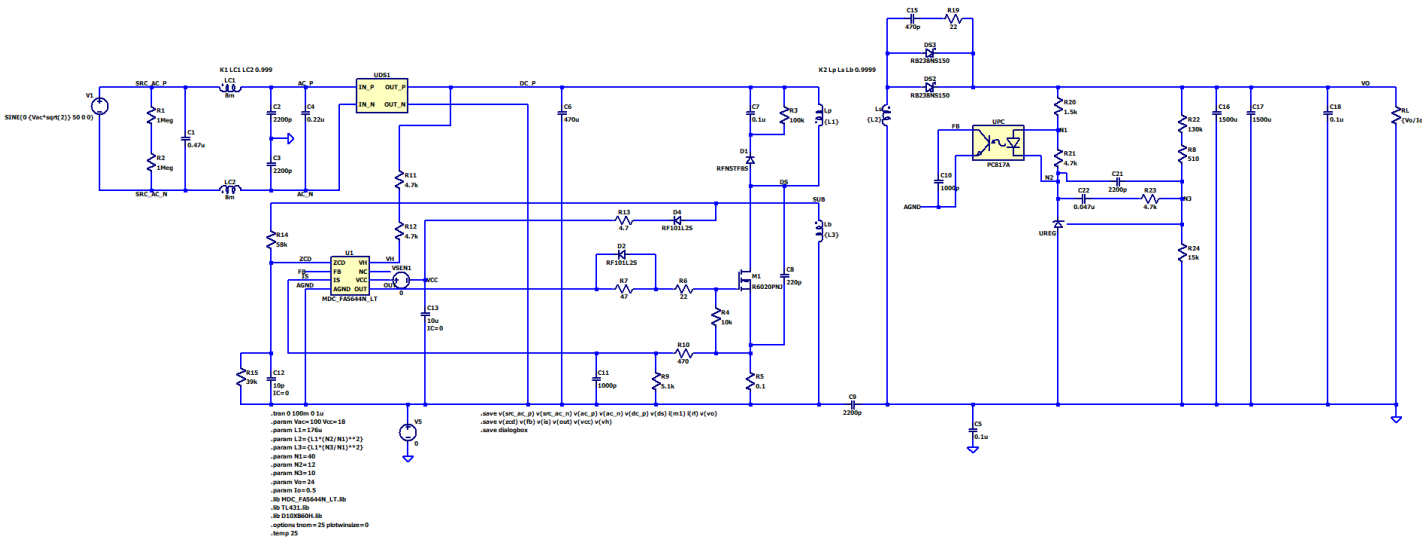 C15
470p
R19
22
DS3
RB238NS150
K1 LC1 LC2 0.999
K2 Lp Ls Lb 0.9999
UDS1
SRC_AC_P
LC1
8m
AC_P
IN_P OUT_P
IN_N OUT_N
DC_P
DS2
RB238NS150
VO
V1
SINE(0 {Vac*sqrt(2)} 50 0 0)
R1
1Meg
C1
0.47u
R2
1Meg
C2
2200p
C4
0.22u
C3
2200p
C6
470u
C7
0.1u
R3
100k
Lp
{L1}
Ls
{L2}
R20
1.5k
R22
130k
C16
1500u
C17
1500u
C18
0.1u
RL
UPC
FB
N1
PC817A
D1
RFN5TF8S
R21
4.7k
R8
510
SRC_AC_N
LC2
8m
AC_N
R11
4.7k
DS
C10
1000p
N2
C21
2200p
AGND
C22
0.047u
R23
4.7k
N3
SUB
R13
4.7
D4
RF101L2S
R14
58k
R12
4.7k
Lb
{L3}
UREG
R24
15k
U1
ZCD
VH
FB
IS
AGND
ZCD VH
FB NC
IS VCC
AGND OUT
MDC_FA5644N_LT
VSEN1
0
VCC
OUT
D2
RF101L2S
R7
47
R6
22
M1
R6020PNJ
C8
220p
C13
10u
IC=0
R4
10k
R10
470
R15
39k
C12
10p
IC=0
C11
1000p
R9
5.1k
R5
0.1
C9
2200p
C5
0.1u
V5
0
.tran 0 100m 0 1u
.param Vac=100 Vcc=18
.param L1=176u
.param L2={L1*(N2/N1)**2}
.param L3={L1*(N3/N1)**2}
.param N1=40
.param N2=12
.param N3=10
.param Vo=24
.param Io=0.5
.lib MDC_FA5644N_LT.lib
.lib TL431.lib
.lib D10XB60H.lib
.options tnom=25 plotwinsize=0
.temp 25
.save v(src_ac_p) v(src_ac_n) v(ac_p) v(ac_n) v(dc_p) v(ds) i(m1) i(rl) v(vo)
.save v(zcd) v(fb) v(is) v(out) v(vcc) v(vh)
.save dialogbox